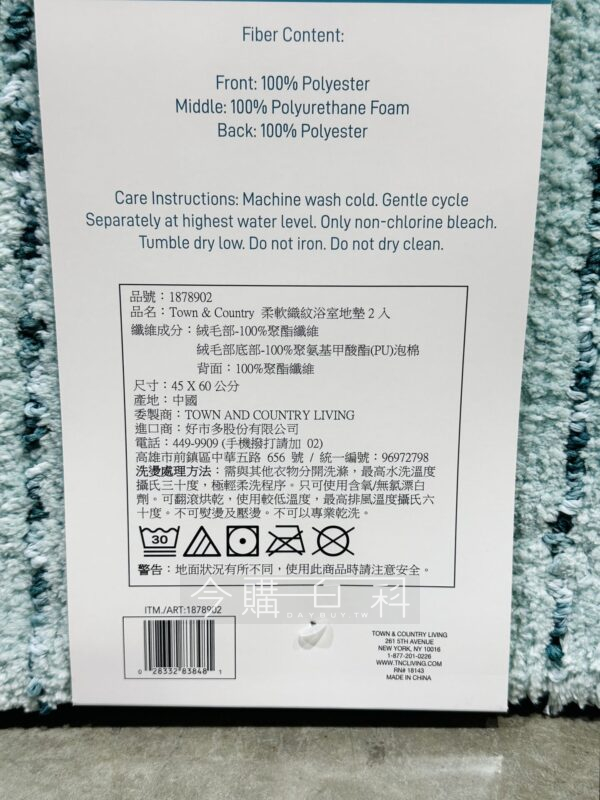 Fiber Content:
Front: 100% Polyester
Middle: 100% Polyurethane Foam
Back: 100% Polyester
Care Instructions: Machine wash cold. Gentle cycle
Separately at highest water level. Only non-chlorine bleach.
Tumble dry low. Do not iron. Do not dry clean.
品號：1878902
品名：Town & Country 柔軟織紋浴室地墊 2 入
纖維成分：絨毛部-100%聚酯纖維
絨毛部底部-100%聚氨基甲酸酯(PU)泡棉
背面：100%聚酯纖維
尺寸：45 X 60 公分
產地：中國
委製商：TOWN AND COUNTRY LIVING
進口商：好市多股份有限公司
電話：449-9909 (手機撥打請加 02)
高雄市前鎮區中華五路 656 號 / 統一編號：96972798
洗燙處理方法：需與其他衣物分開洗滌，最高水洗溫度
攝氏三十度，極輕柔洗程序。只可使用含氧/無氯漂白
劑。可翻滾烘乾，使用較低溫度，最高排風溫度攝氏六
十度。不可熨燙及壓燙。不可以專業乾洗。
30
警告：地面狀況有所不同，使用此商品時請注意安全。
今購百科
DAYBUY.TW
ITM./ART:1878902
0 28332 83848 1
TOWN & COUNTRY LIVING
261 5TH AVENUE
NEW YORK, NY 10016
1-877-201-0226
WWW.TNCLIVING.COM
RN# 18143
MADE IN CHINA